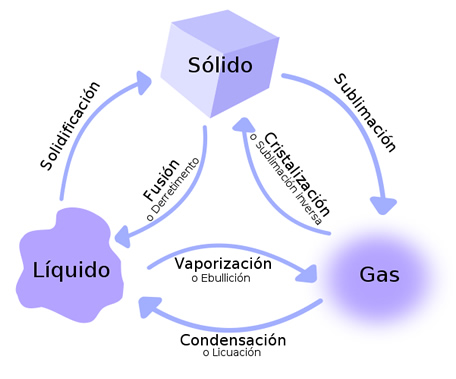 Sólido
Solidificación
Sublimación
Fusión
o Derretimento
Cristalización
o Sublimación inversa
Líquido
Vaporización
o Ebullición
Gas
Condensación
o Licuación